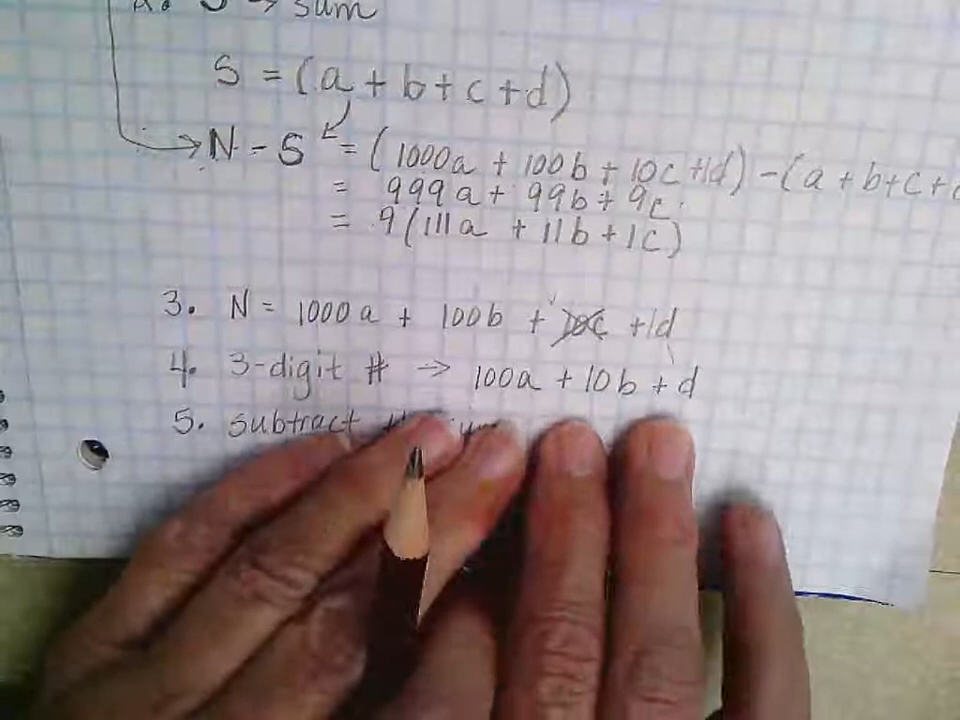 S → sum
S = (a + b + c + d)
N - S = (1000a + 100b + 10c + 1d) - (a + b + c +
= 999a + 99b + 9c
= 9(111a + 11b + 1c)
3. N = 1000a + 100b + 10c + 1d
4. 3-digit # → 100a + 10b + d
5. subtract